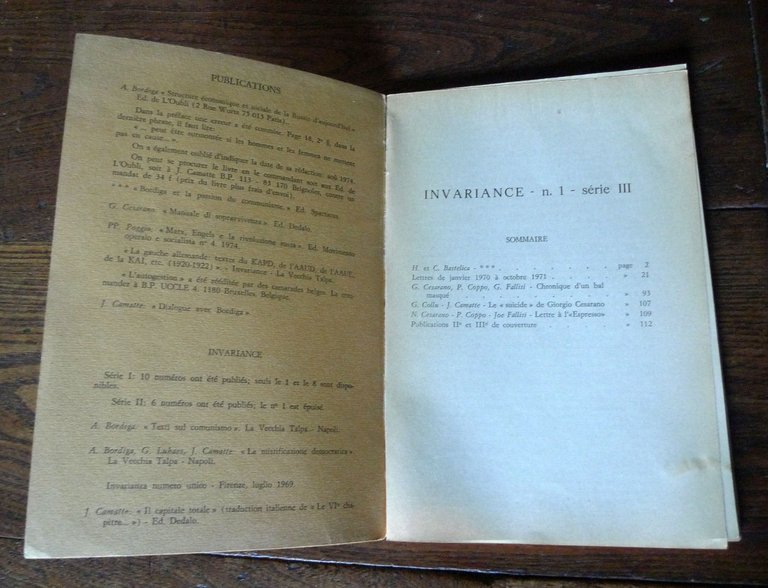 PUBLICATIONS
A. Bordiga « Structure économique et sociale de la Russie d'aujourd'hui »
Ed. de L'Oubli (2 Rue Wurtz 75 013 Paris).
Dans la préface une erreur a été commise. Page 16, 2° §, dans la
dernière phrase, il faut lire:
« ... peut être surmontée si les hommes et les femmes ne mettent
pas en cause... ».
On a également oublié d'indiquer la date de sa rédaction: août 1974.
On peut se procurer le livre en le commandant soit aux Ed. de
L'Oubli, soit à J. Camatte B.P. 133 - 83 170 Brignoles, contre un
mandat de 34 f (prix du livre plus frais d'envoi).
* * * « Bordiga et la passion du communisme. » Ed. Spartacus.
G. Cesarano. « Manuale di sopravvivenza ». Ed. Dedalo.
PP. Poggio. « Marx, Engels e la rivoluzione russa ». Ed. Movimento
operaio e socialista n° 4. 1974.
« La gauche allemande: textes du KAPD, de l'AAUD, de l'AAUE,
de la KAI, etc. (1920-1922) ». - Invariance - La Vecchia Talpa.
« L'autogestion » a été rééditée par des camarades belges. La com-
mandez à B.P. UCCLE 4. 1180 Bruxelles. Belgique.
J. Camatte: « Dialogue avec Bordiga ».
INVARIANCE
Série I: 10 numéros ont été publiés; seuls le 1 et le 8 sont dispo-
nibles.
Série II: 6 numéros ont été publiés; le n° 1 est épuisé.
A. Bordiga. « Testi sul comunismo ». La Vecchia Talpa - Napoli.
A. Bordiga, G. Luhacs, J. Camatte. « La mistificazione democratica ».
La Vecchia Talpa - Napoli.
Invarianza numero unico - Firenze, luglio 1969.
J. Camatte: « Il capitale totale » (traduction italienne de « Le VI° cha-
pitre... ») - Ed. Dedalo.
INVARIANCE - n. 1 - série III
SOMMAIRE
H. et C. Bastelica - * * * . . . . . . . page 2
Lettres de janvier 1970 à octobre 1971 . . . . . » 21
G. Cesarano, P. Coppo, G. Fallisi - Chronique d'un bal
masqué . . . . . . . . . . » 93
G. Collu - J. Camatte - Le « suicide » de Giorgio Cesarano » 107
N. Cesarano - P. Coppo - Joe Fallisi - Lettre à l'«Espresso» » 109
Publications IIe et IIIe de couverture . . . . . » 112